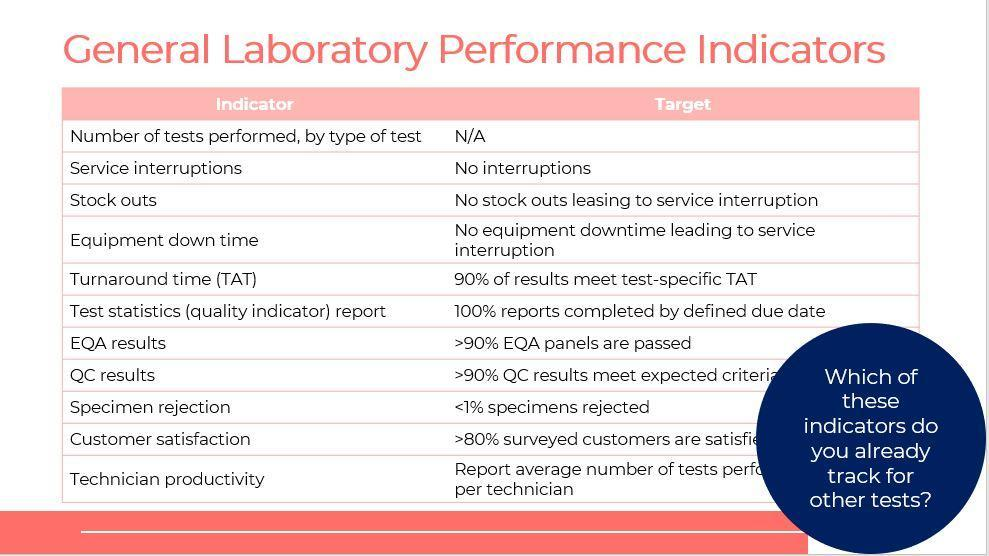 General Laboratory Performance Indicators
Indicator Target
Number of tests performed, by type of test N/A
Service interruptions No interruptions
Stock outs No stock outs leasing to service interruption
Equipment down time No equipment downtime leading to service
interruption
Turnaround time (TAT) 90% of results meet test-specific TAT
Test statistics (quality indicator) report 100% reports completed by defined due date
EQA results >90% EQA panels are passed
QC results >90% QC results meet expected criteria
Specimen rejection <1% specimens rejected
Customer satisfaction >80% surveyed customers are
Technician productivity Report average number of tests
per technician
Which of
these
indicators do
you already
track for
other tests?